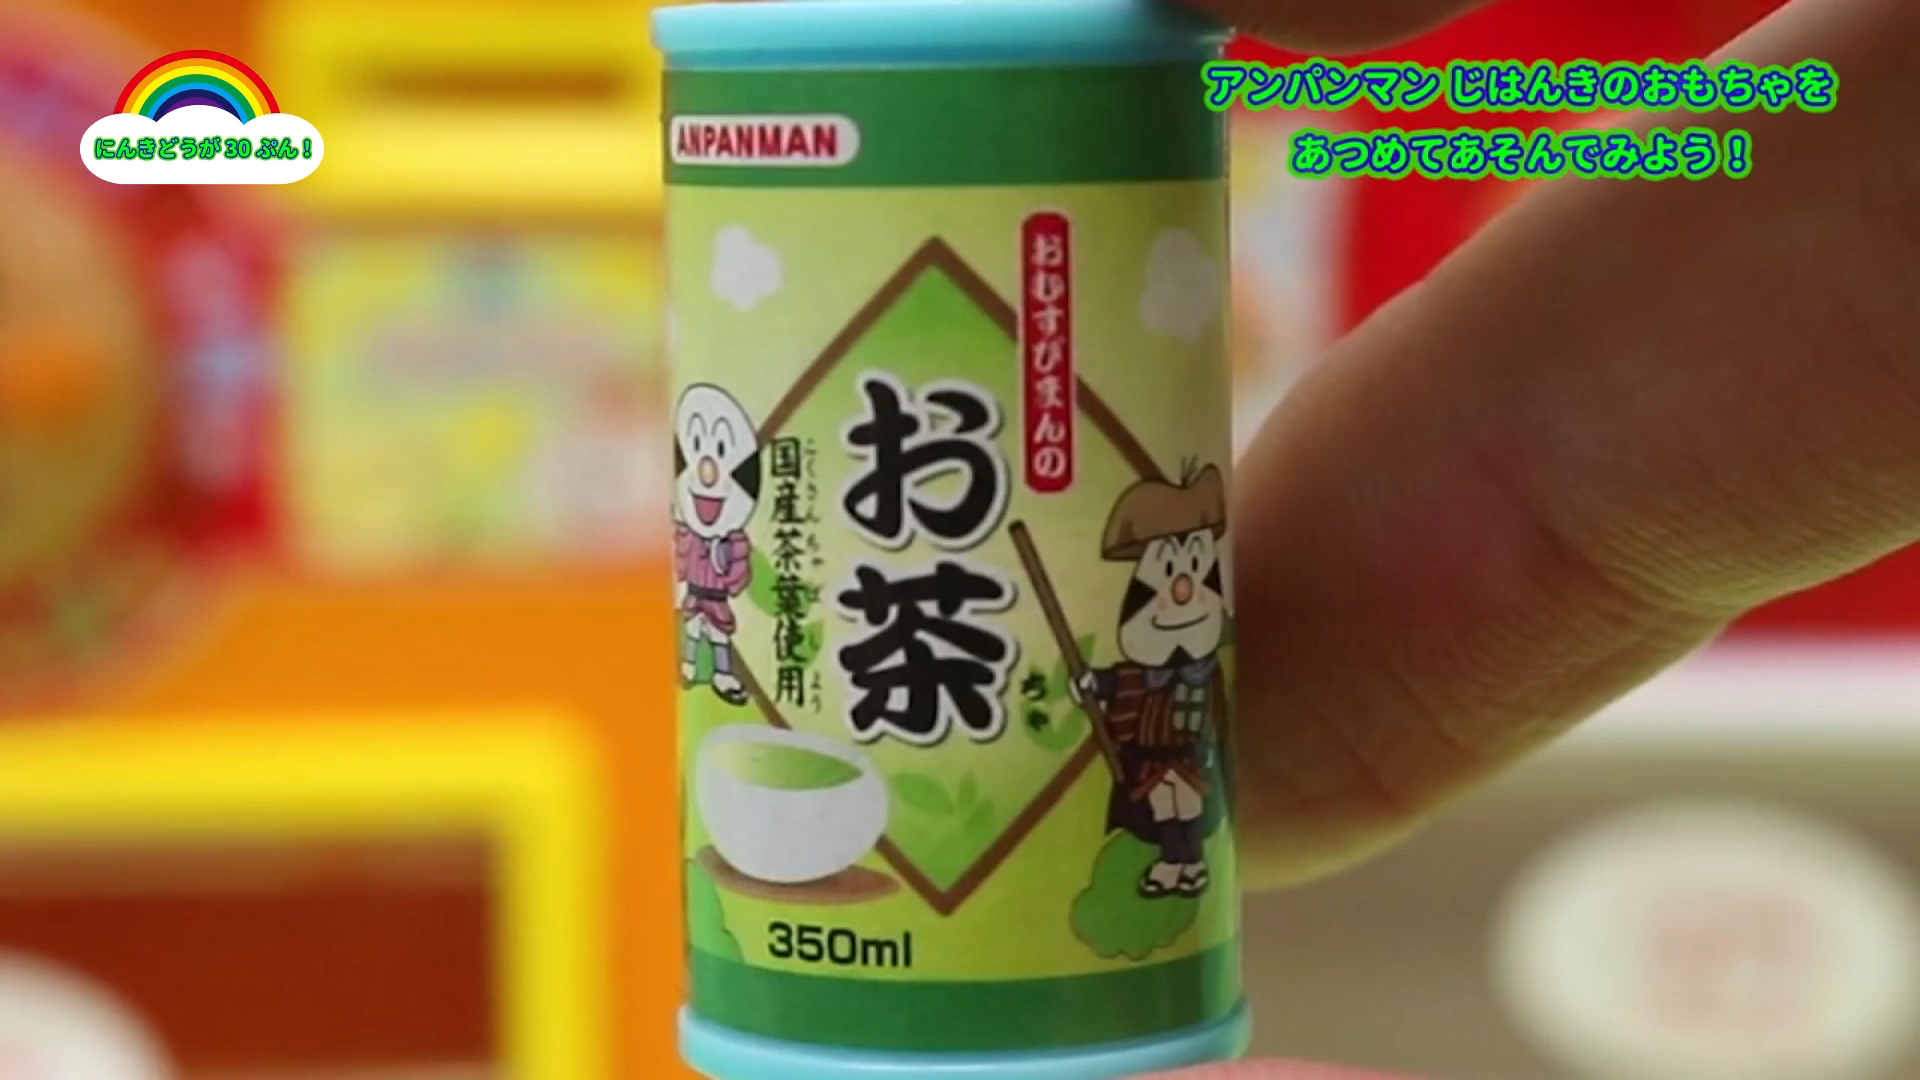 にんきどうが 30 ぷん！
アンパンマン じはんきのおもちゃを
あつめてあそんでみよう！
ANPANMAN
おむすびまんの
お茶
ちゃ
国産茶葉使用
こくさんちゃばしよう
350ml